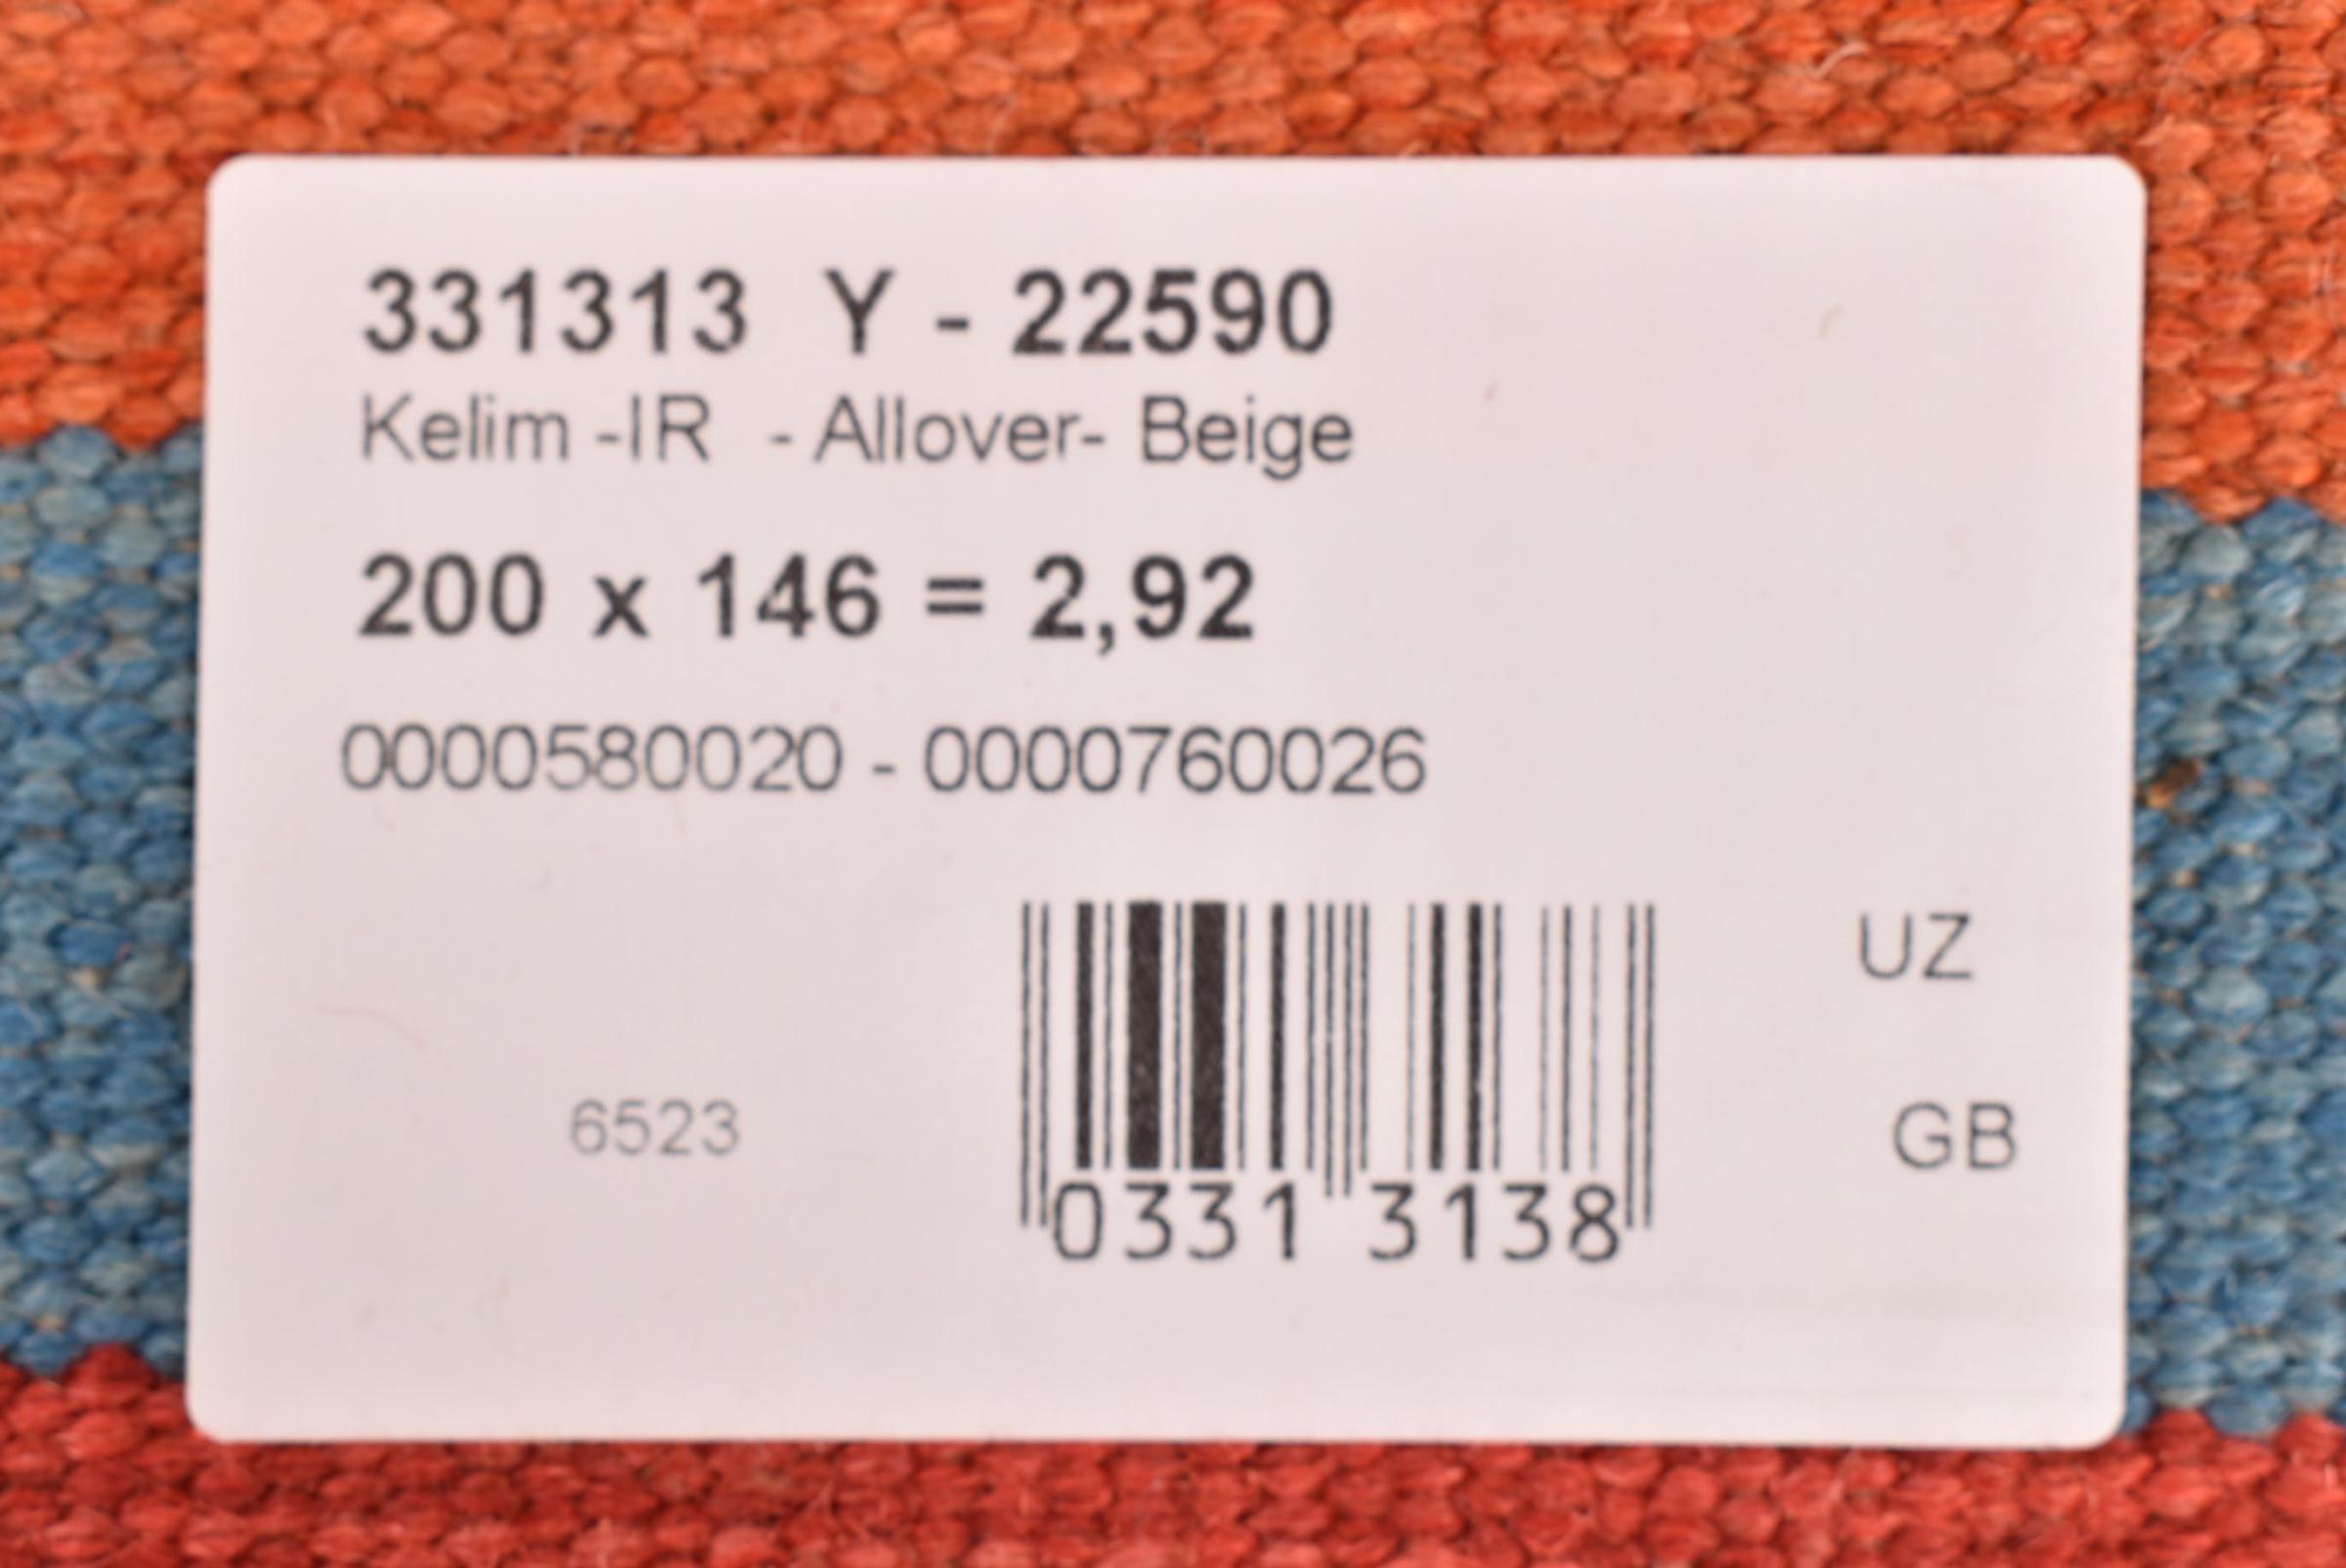 331313 Y - 22590
Kelim -IR - Allover- Beige
200 x 146 = 2,92
0000580020 - 0000760026
UZ
6523
GB
0331 3138